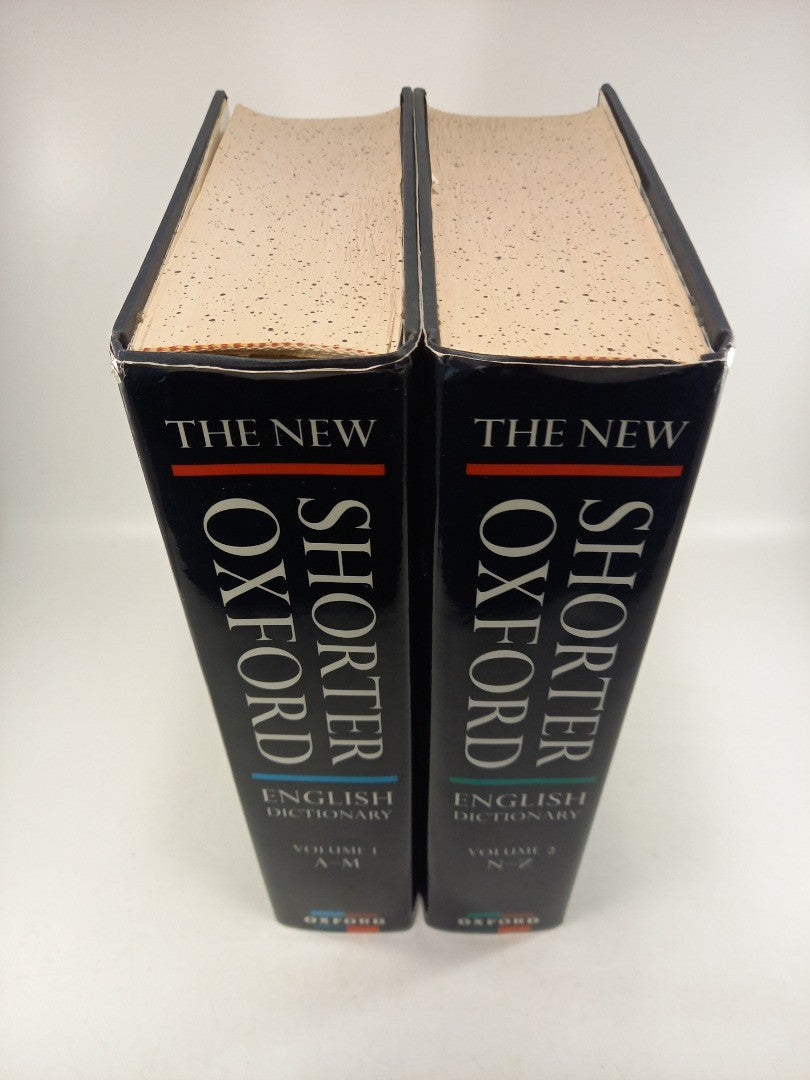 THE NEW
SHORTER
OXFORD
ENGLISH
DICTIONARY
VOLUME 1
A–M
OXFORD
THE NEW
SHORTER
OXFORD
ENGLISH
DICTIONARY
VOLUME 2
N–Z
OXFORD